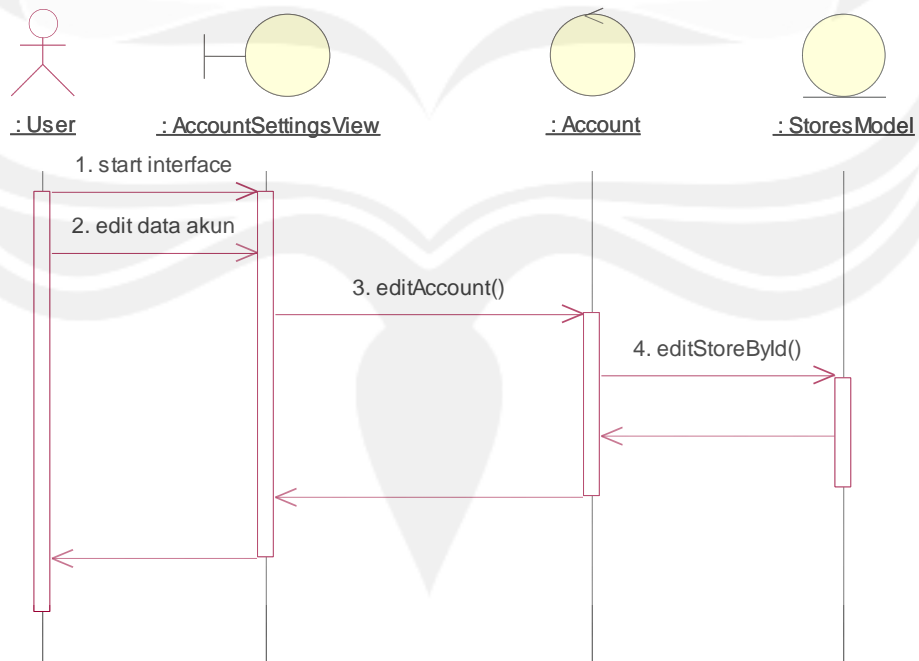 : User
: AccountSettingsView
: Account
: StoresModel
1. start interface
2. edit data akun
3. editAccount()
4. editStoreById()